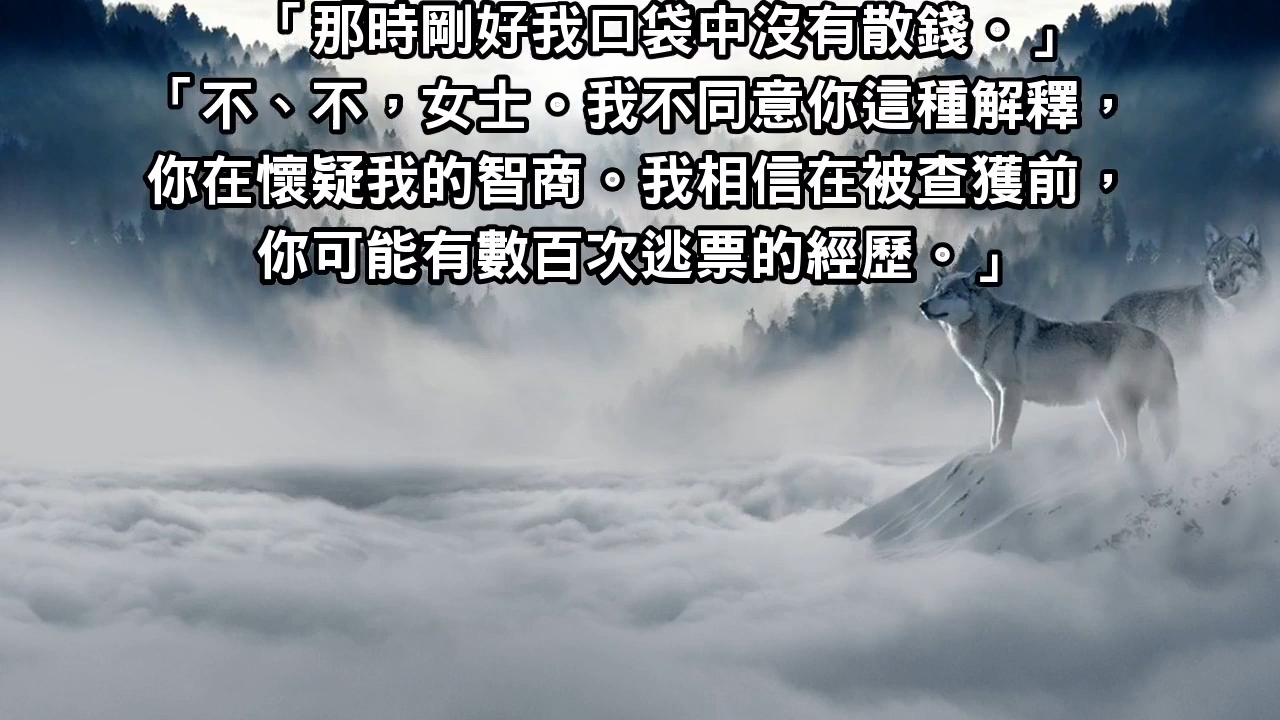 「那時剛好我口袋中沒有散錢。」
「不、不,女士。我不同意你這種解釋,
你在懷疑我的智商。我相信在被查獲前,
你可能有數百次逃票的經歷。」